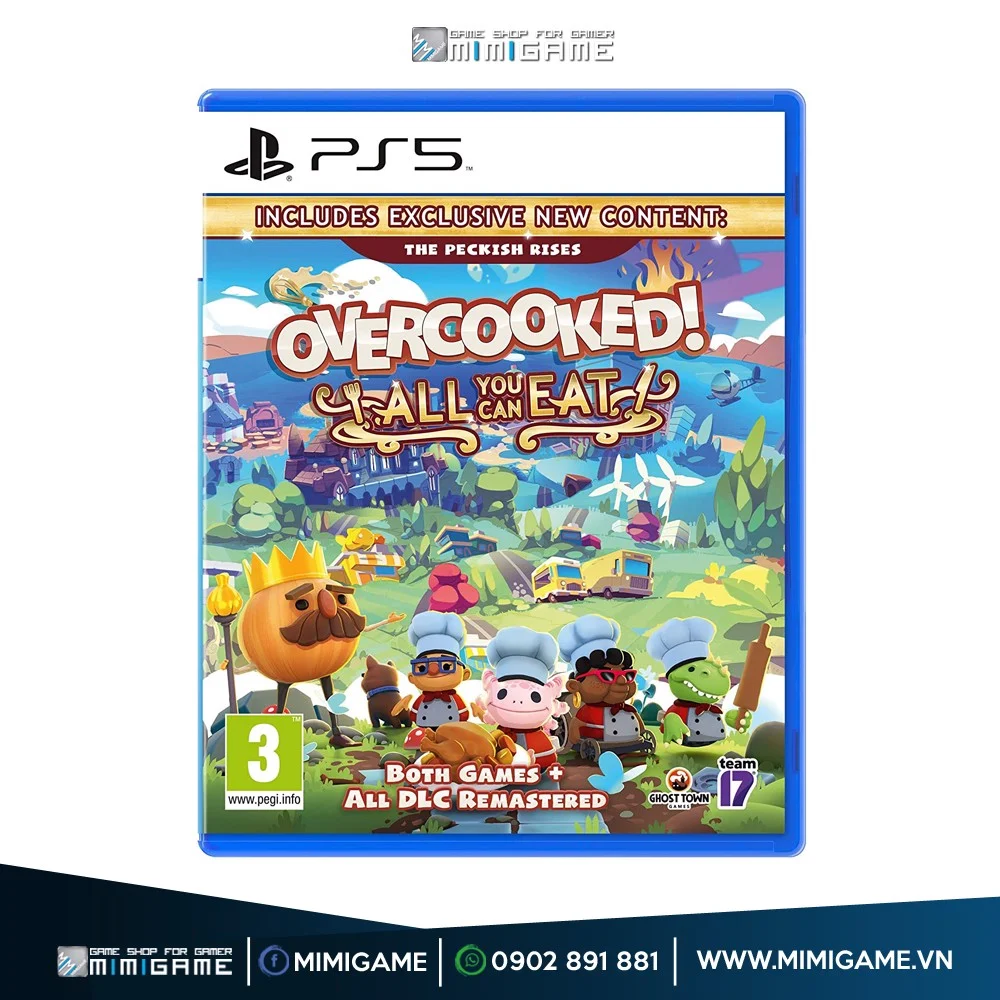 GAME SHOP FOR GAMER
MIMIGAME
PS5
INCLUDES EXCLUSIVE NEW CONTENT:
THE PECKISH RISES
OVERCOOKED!
ALL YOU CAN EAT
3
www.pegi.info
BOTH GAMES +
ALL DLC REMASTERED
GHOST TOWN
GAMES
team
17
GAME SHOP FOR GAMER
MIMIGAME
MIMIGAME
0902 891 881
WWW.MIMIGAME.VN